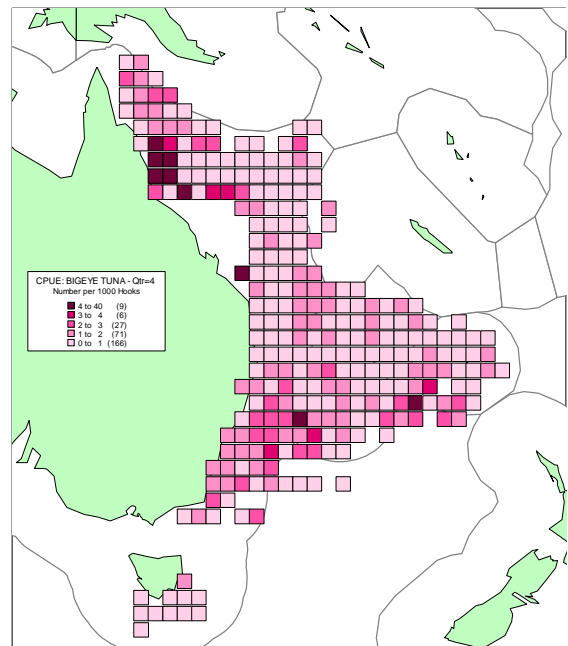 CPUE: BIGEYE TUNA - Qtr=4
Number per 1000 Hooks
4 to 40 (9)
3 to 4 (6)
2 to 3 (27)
1 to 2 (71)
0 to 1 (166)